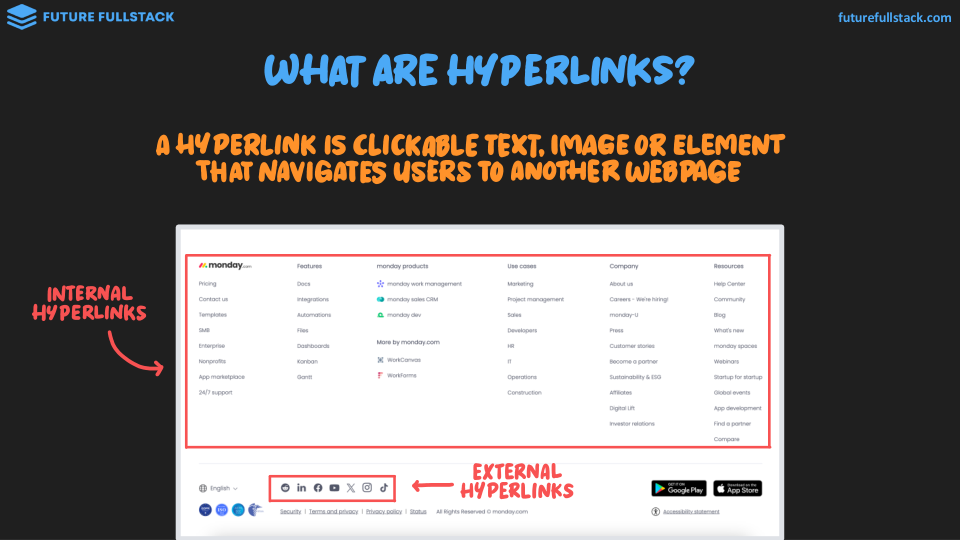 FUTURE FULLSTACK
futurefullstack.com
WHAT ARE HYPERLINKS?
A HYPERLINK IS CLICKABLE TEXT, IMAGE OR ELEMENT
THAT NAVIGATES USERS TO ANOTHER WEBPAGE
INTERNAL
HYPERLINKS
monday.com
Pricing
Contact us
Templates
SMB
Enterprise
Nonprofits
App marketplace
24/7 support
Features
Docs
Integrations
Automations
Files
Dashboards
Kanban
Gantt
monday products
monday work management
monday sales CRM
monday dev
More by monday.com
WorkCanvas
WorkForms
Use cases
Marketing
Project management
Sales
Developers
HR
IT
Operations
Construction
Company
About us
Careers - We're hiring!
monday-U
Press
Customer stories
Become a partner
Sustainability & ESG
Affiliates
Digital Lift
Investor relations
Resources
Help Center
Community
Blog
What's new
monday spaces
Webinars
Startup for startup
Global events
App development
Find a partner
Compare
English
EXTERNAL
HYPERLINKS
GET IT ON
Google Play
Download on the
App Store
Security | Terms and privacy | Privacy policy | Status All Rights Reserved © monday.com
Accessibility statement